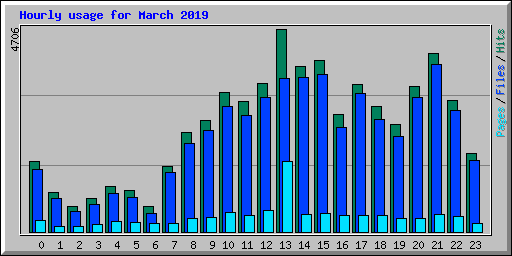 Hourly usage for March 2019
4706
Pages/Files/Hits
0 1 2 3 4 5 6 7 8 9 10 11 12 13 14 15 16 17 18 19 20 21 22 23